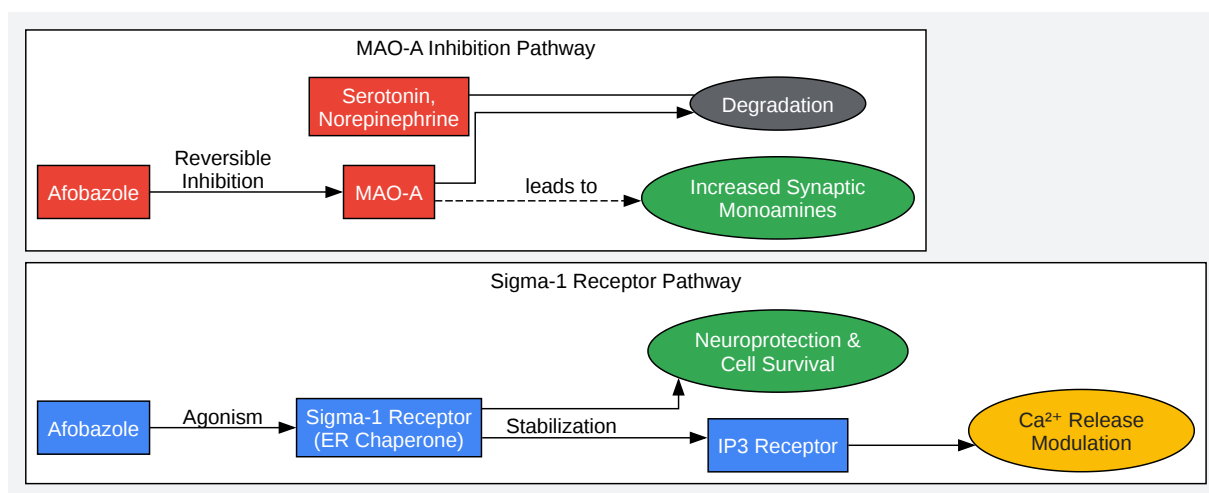 MAO-A Inhibition Pathway
Serotonin,
Norepinephrine
Degradation
Afobazole
Reversible
Inhibition
MAO-A
leads to
Increased Synaptic
Monoamines
Sigma-1 Receptor Pathway
Neuroprotection &
Cell Survival
Afobazole
Agonism
Sigma-1 Receptor
(ER Chaperone)
Stabilization
IP3 Receptor
Ca²⁺ Release
Modulation